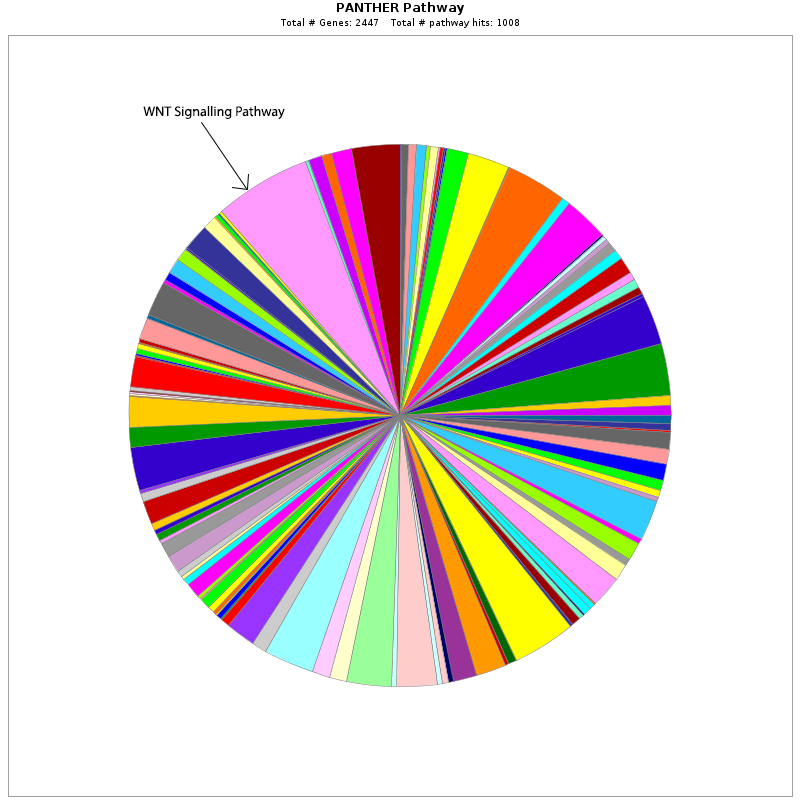 PANTHER Pathway
Total # Genes: 2447 Total # pathway hits: 1008
WNT Signalling Pathway